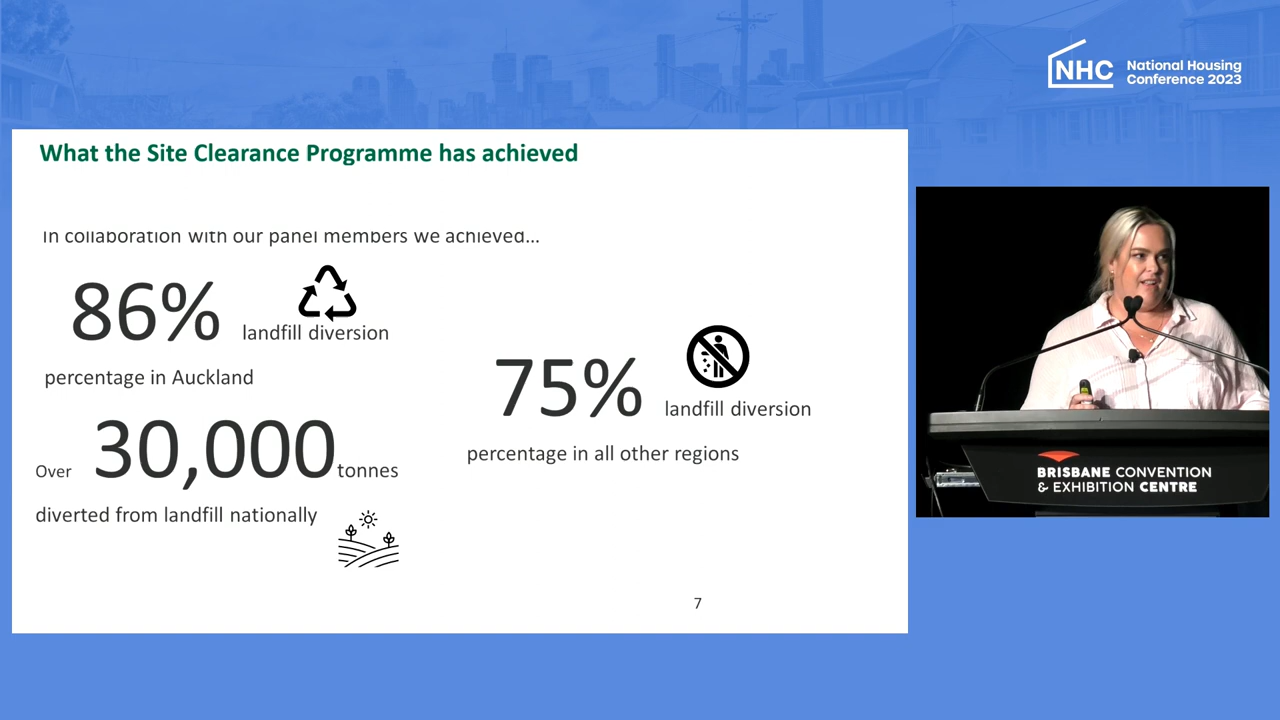 NHC
National Housing
Conference 2023
What the Site Clearance Programme has achieved
In collaboration with our panel members we achieved...
86% landfill diversion
percentage in Auckland
Over 30,000 tonnes
diverted from landfill nationally
75% landfill diversion
percentage in all other regions
7
BRISBANE CONVENTION
& EXHIBITION CENTRE